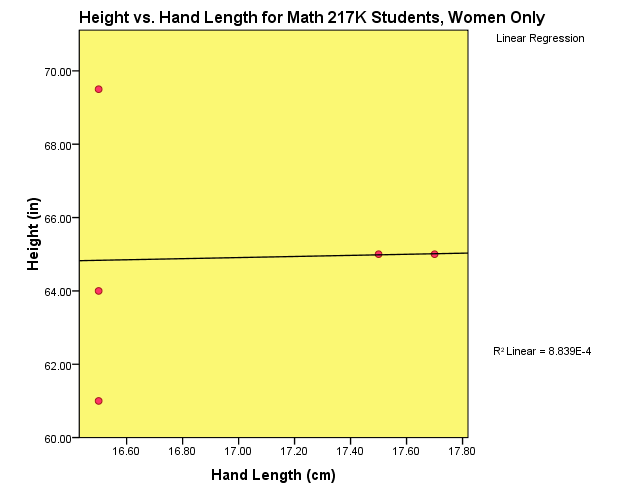 Height vs. Hand Length for Math 217K Students, Women Only
Linear Regression
70.00
68.00
66.00
64.00
62.00
60.00
Height (in)
R² Linear = 8.839E-4
16.60 16.80 17.00 17.20 17.40 17.60 17.80
Hand Length (cm)